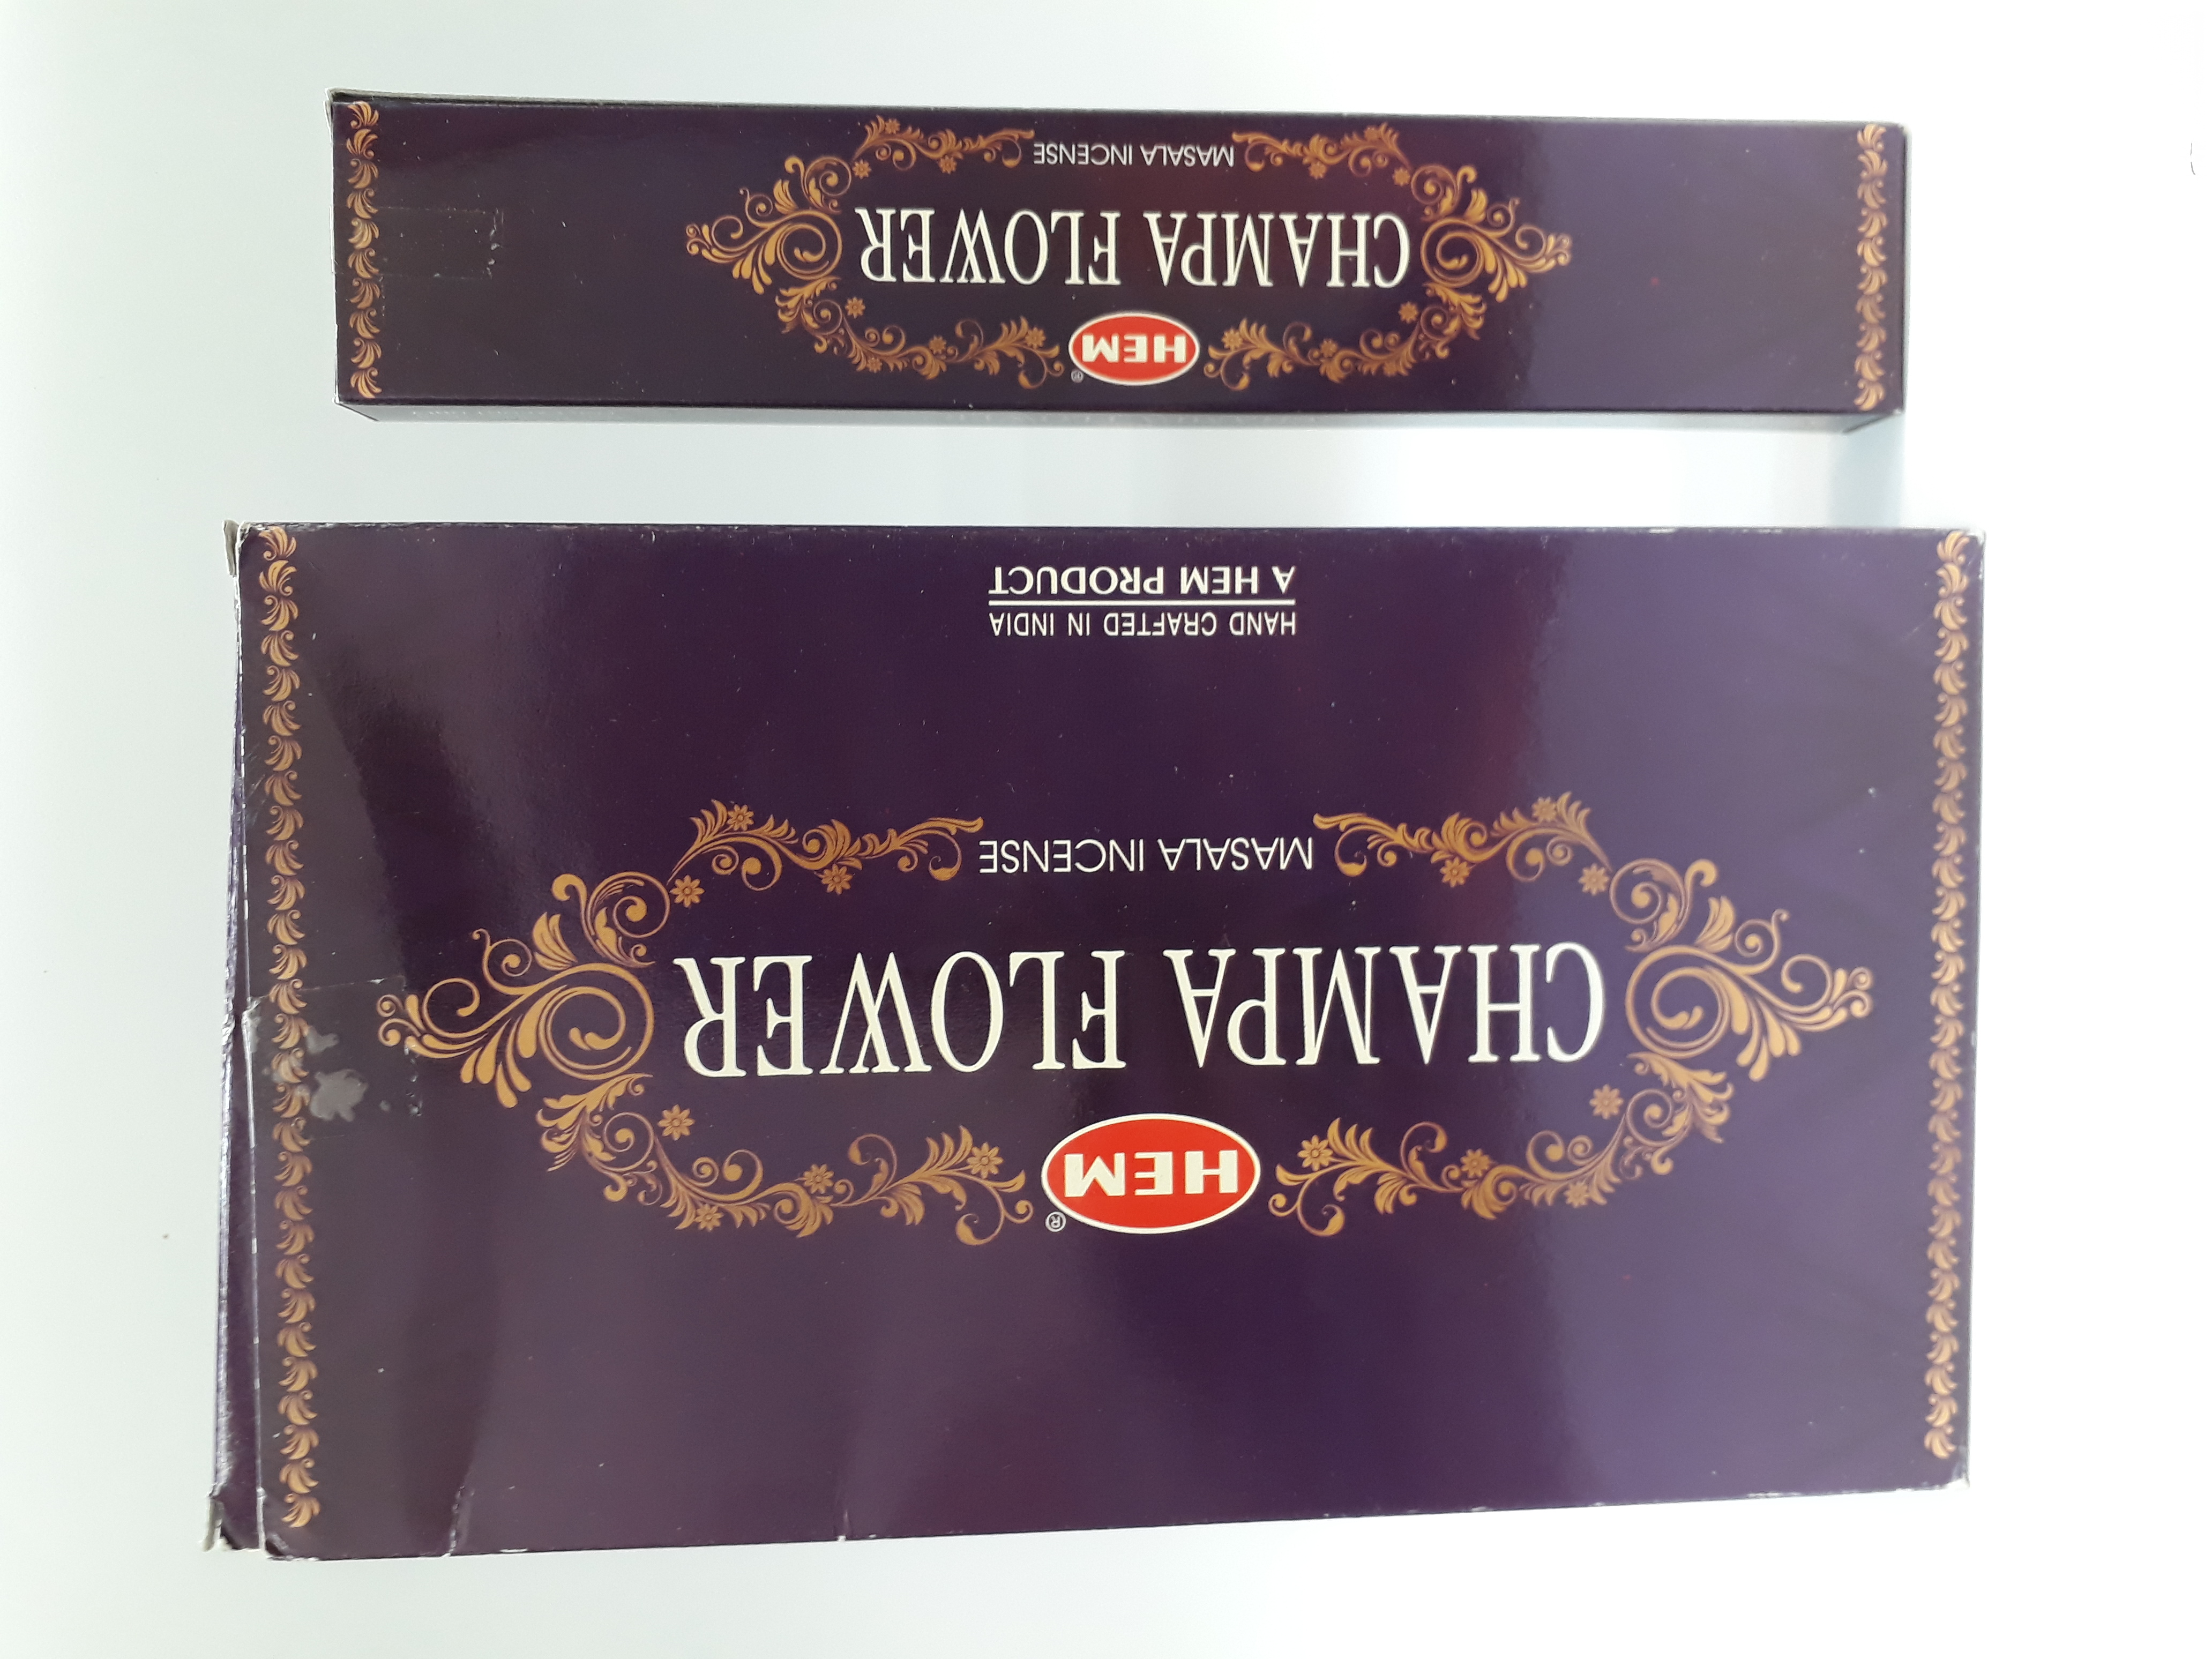 HEM®
CHAMPA FLOWER
MASALA INCENSE
HAND CRAFTED IN INDIA
A HEM PRODUCT
HEM®
CHAMPA FLOWER
MASALA INCENSE